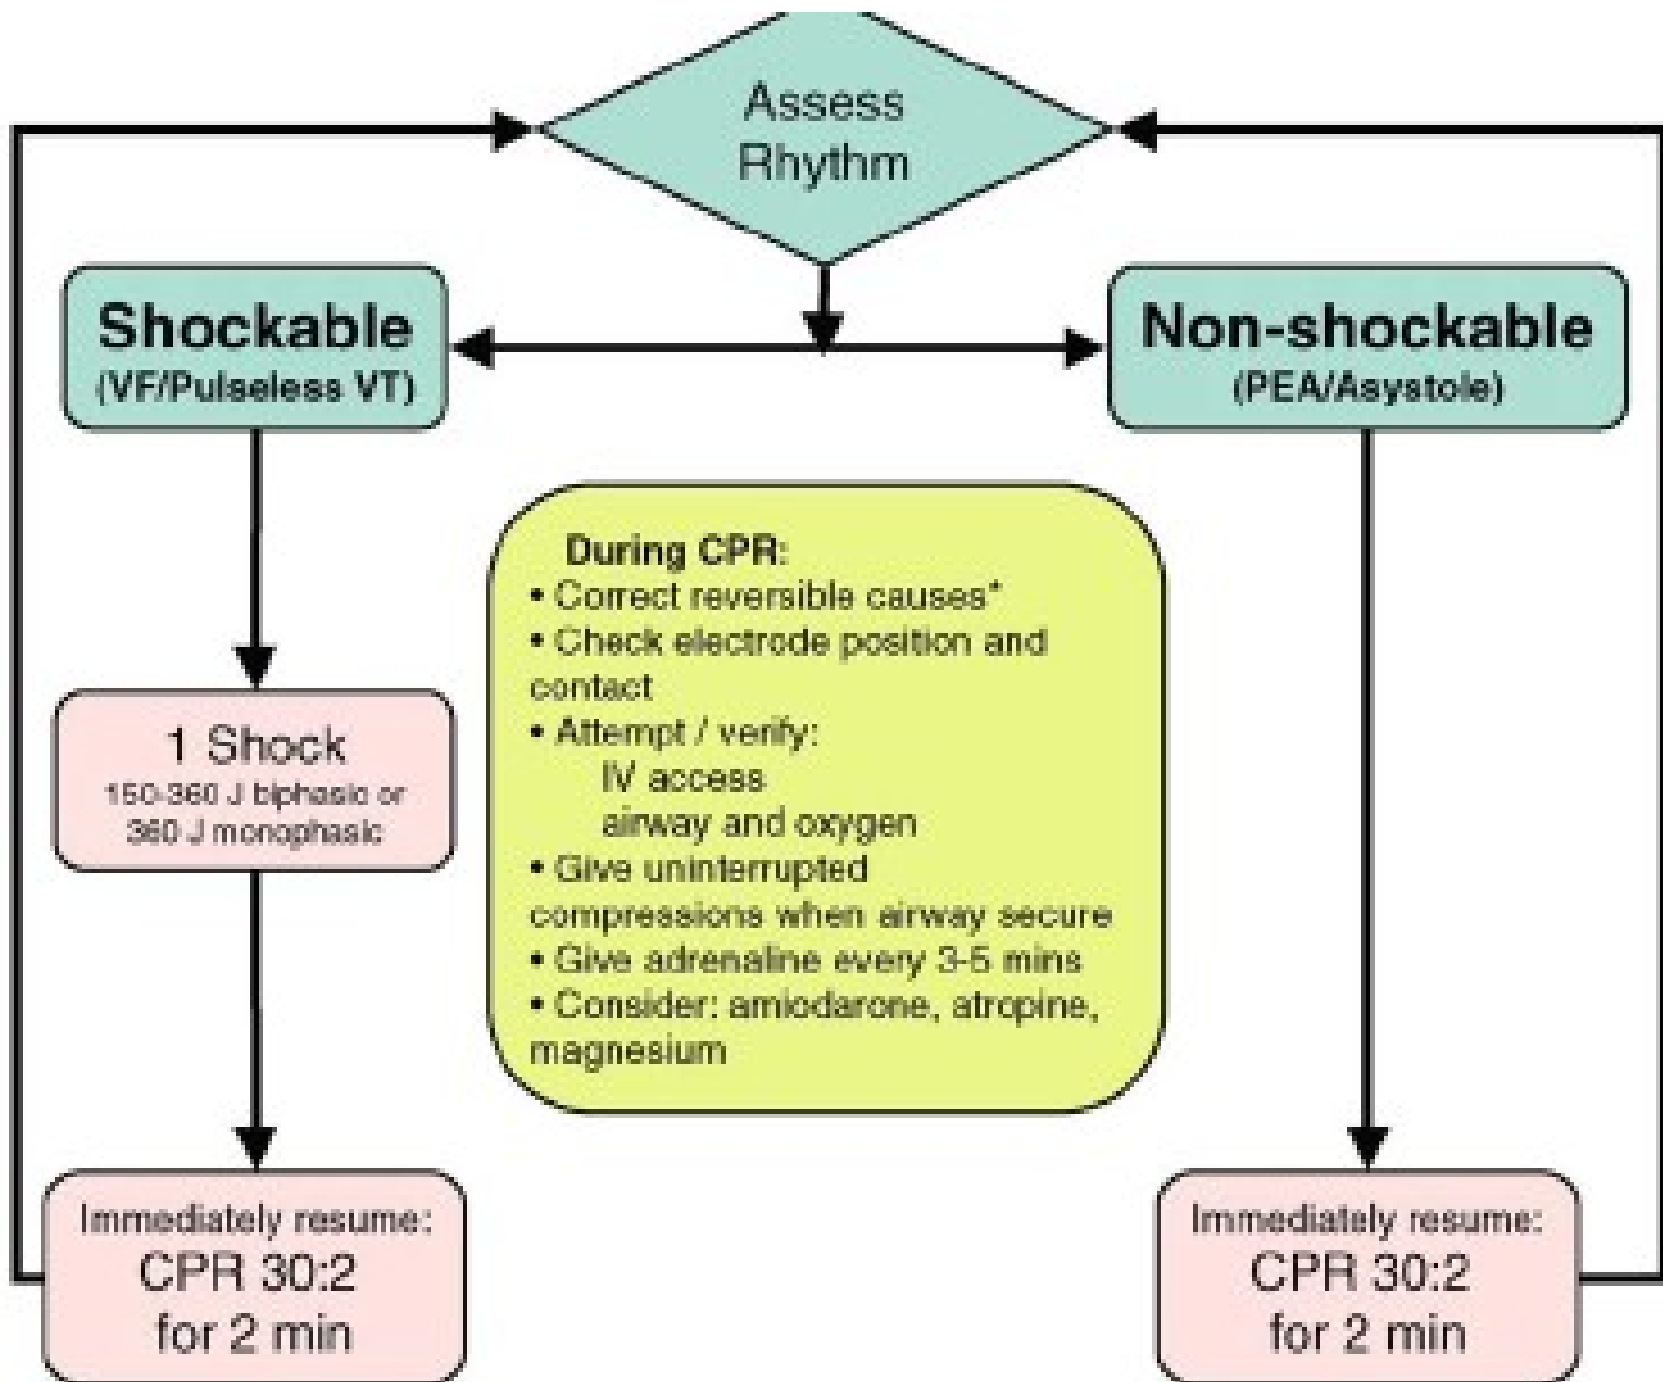 Assess
Rhythm
Shockable
(VF/Pulseless VT)
Non-shockable
(PEA/Asystole)
During CPR:
• Correct reversible causes*
• Check electrode position and
contact
• Attempt / verify:
IV access
airway and oxygen
• Give uninterrupted
compressions when airway secure
• Give adrenaline every 3-5 mins
• Consider: amiodarone, atropine,
magnesium
1 Shock
150-360 J biphasic or
360 J monophasic
Immediately resume:
CPR 30:2
for 2 min
Immediately resume:
CPR 30:2
for 2 min